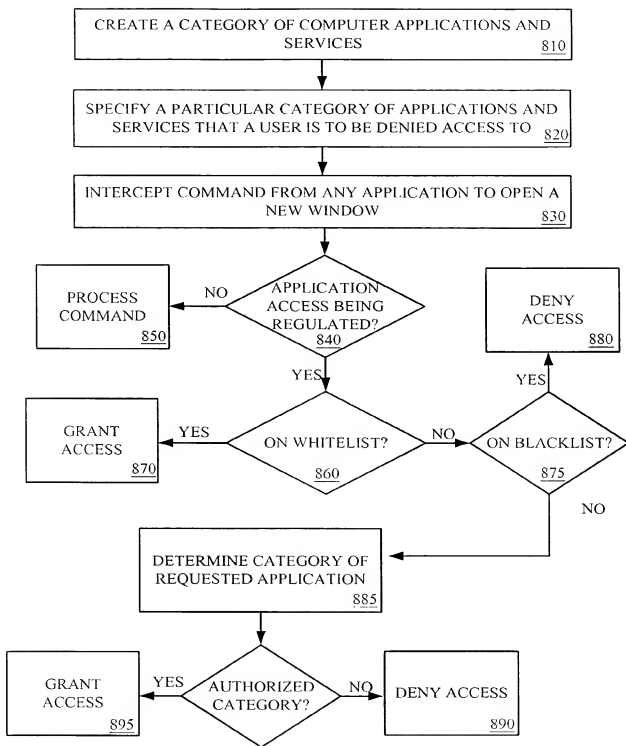 CREATE A CATEGORY OF COMPUTER APPLICATIONS AND
SERVICES
810
SPECIFY A PARTICULAR CATEGORY OF APPLICATIONS AND
SERVICES THAT A USER IS TO BE DENIED ACCESS TO
820
INTERCEPT COMMAND FROM ANY APPLICATION TO OPEN A
NEW WINDOW
830
PROCESS
COMMAND
850
NO
APPLICATION
ACCESS BEING
REGULATED?
840
DENY
ACCESS
880
YES
YES
GRANT
ACCESS
870
YES
ON WHITELIST?
860
NO
ON BLACKLIST?
875
NO
DETERMINE CATEGORY OF
REQUESTED APPLICATION
885
GRANT
ACCESS
895
YES
AUTHORIZED
CATEGORY?
NO
DENY ACCESS
890